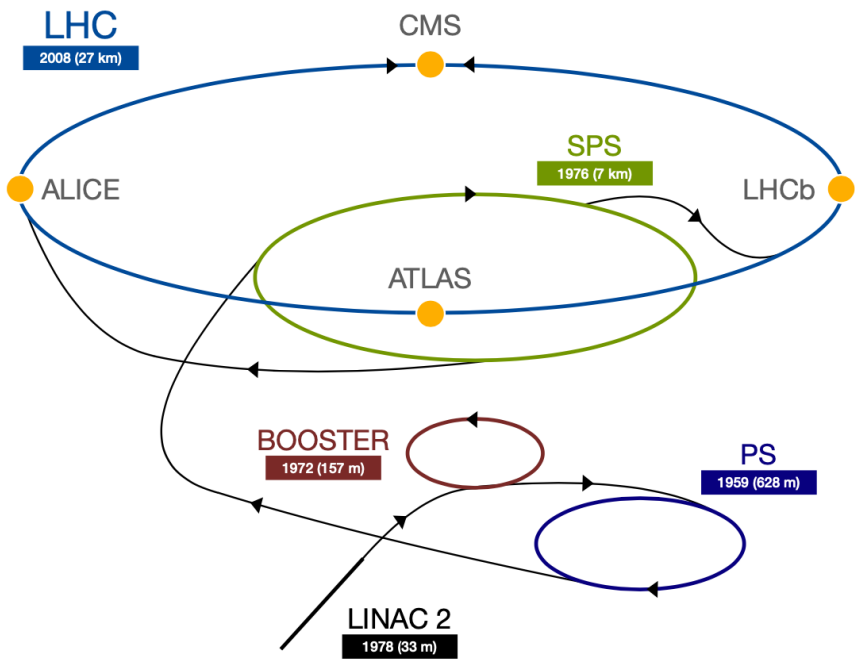 LHC
2008 (27 km)
CMS
SPS
1976 (7 km)
ALICE
LHCb
ATLAS
BOOSTER
1972 (157 m)
PS
1959 (628 m)
LINAC 2
1978 (33 m)